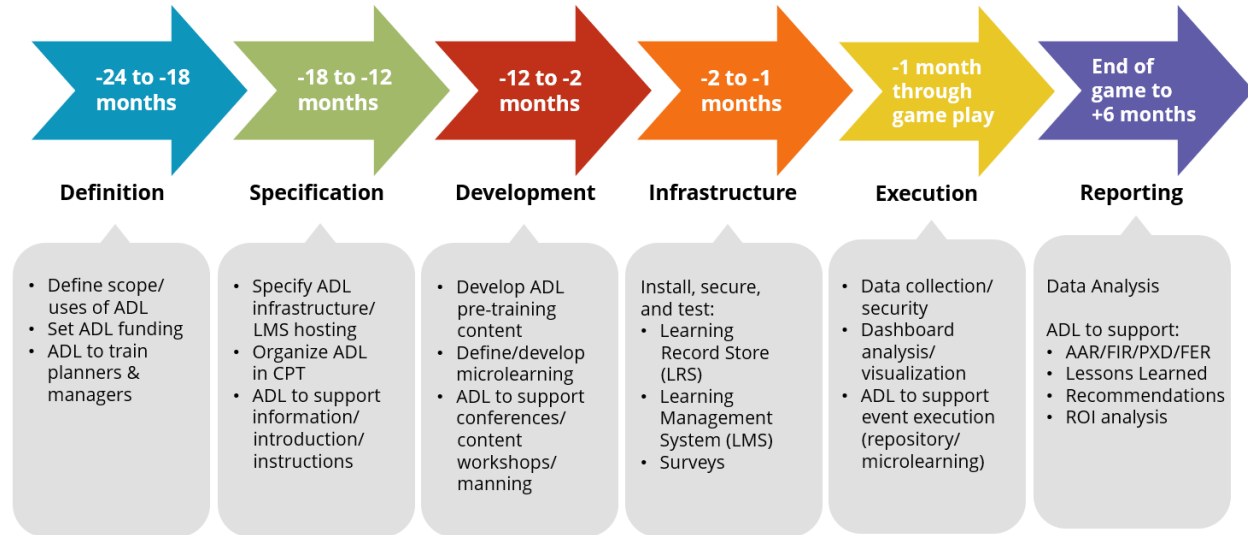 -24 to -18
months
-18 to -12
months
-12 to -2
months
-2 to -1
months
-1 month
through
game play
End of
game to
+6 months
Definition
Specification
Development
Infrastructure
Execution
Reporting
• Define scope/
uses of ADL
• Set ADL funding
• ADL to train
planners &
managers
• Specify ADL
infrastructure/
LMS hosting
• Organize ADL
in CPT
• ADL to support
information/
introduction/
instructions
• Develop ADL
pre-training
content
• Define/develop
microlearning
• ADL to support
conferences/
content
workshops/
manning
Install, secure,
and test:
• Learning
Record Store
(LRS)
• Learning
Management
System (LMS)
• Surveys
• Data collection/
security
• Dashboard
analysis/
visualization
• ADL to support
event execution
(repository/
microlearning)
Data Analysis
ADL to support:
• AAR/FIR/PXD/FER
• Lessons Learned
• Recommendations
• ROI analysis